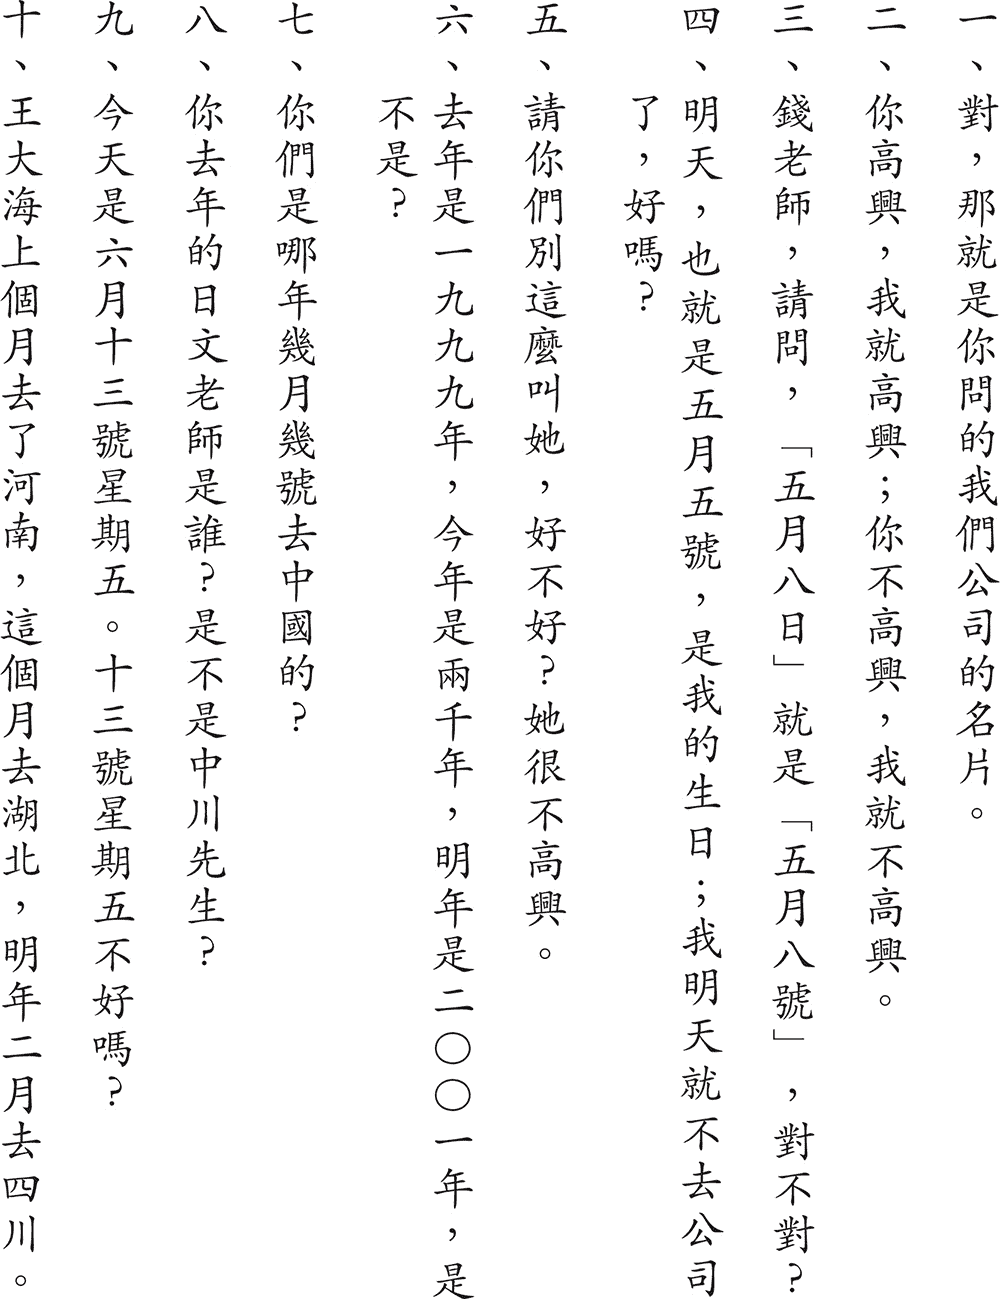 一、對，那就是你問的我們公司的名片。
二、你高興，我就高興；你不高興，我就不高興。
三、錢老師，請問，「五月八日」就是「五月八號」，對不對？
四、明天，也就是五月五號，是我的生日；我明天就不去公司
了，好嗎？
五、請你們別這麼叫她，好不好？她很不高興。
六、去年是一九九九年，今年是兩千年，明年是二〇〇一年，是
不是？
七、你們是哪年幾月幾號去中國的？
八、你去年的日文老師是誰？是不是中川先生？
九、今天是六月十三號星期五。十三號星期五不好嗎？
十、王大海上個月去了河南，這個月去湖北，明年二月去四川。